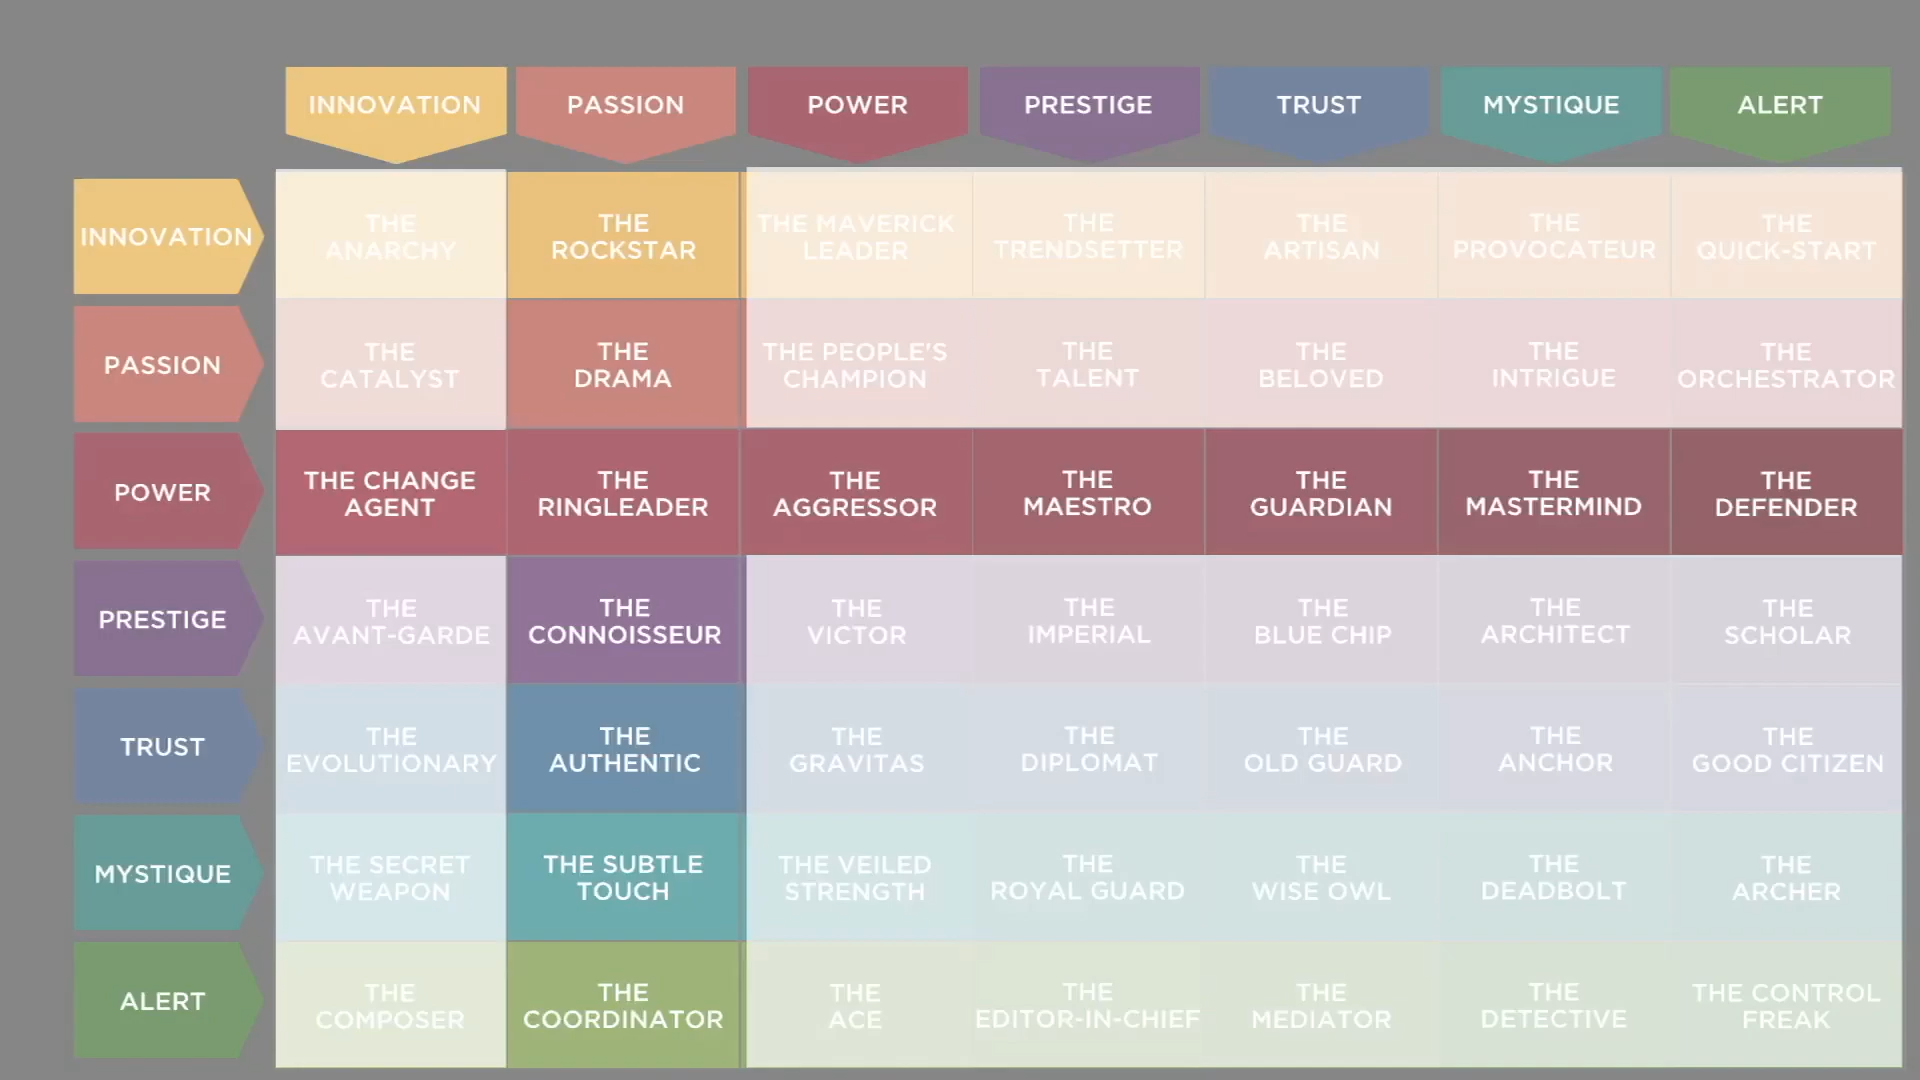 INNOVATION PASSION POWER PRESTIGE TRUST MYSTIQUE ALERT
INNOVATION
THE
ANARCHY
THE
ROCKSTAR
THE MAVERICK
LEADER
THE
TRENDSETTER
THE
ARTISAN
THE
PROVOCATEUR
THE
QUICK-START
PASSION
THE
CATALYST
THE
DRAMA
THE PEOPLE'S
CHAMPION
THE
TALENT
THE
BELOVED
THE
INTRIGUE
THE
ORCHESTRATOR
POWER
THE CHANGE
AGENT
THE
RINGLEADER
THE
AGGRESSOR
THE
MAESTRO
THE
GUARDIAN
THE
MASTERMIND
THE
DEFENDER
PRESTIGE
THE
AVANT-GARDE
THE
CONNOISSEUR
THE
VICTOR
THE
IMPERIAL
THE
BLUE CHIP
THE
ARCHITECT
THE
SCHOLAR
TRUST
THE
EVOLUTIONARY
THE
AUTHENTIC
THE
GRAVITAS
THE
DIPLOMAT
THE
OLD GUARD
THE
ANCHOR
THE
GOOD CITIZEN
MYSTIQUE
THE SECRET
WEAPON
THE SUBTLE
TOUCH
THE VEILED
STRENGTH
THE
ROYAL GUARD
THE
WISE OWL
THE
DEADBOLT
THE
ARCHER
ALERT
THE
COMPOSER
THE
COORDINATOR
THE
ACE
THE
EDITOR-IN-CHIEF
THE
MEDIATOR
THE
DETECTIVE
THE CONTROL
FREAK